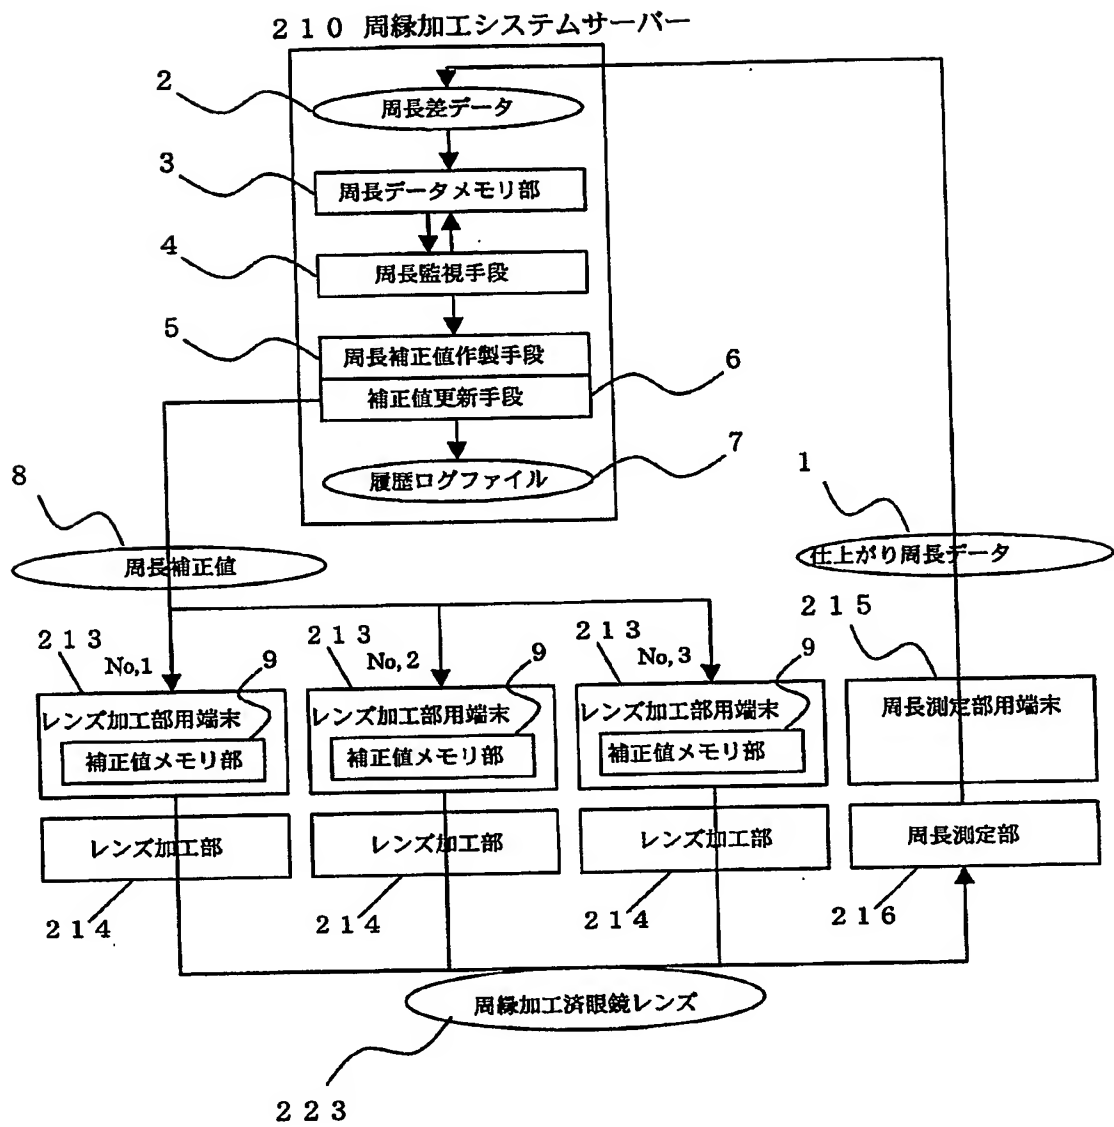 ２１０ 周縁加工システムサーバー
２
周長差データ
３
周長データメモリ部
４
周長監視手段
５
周長補正値作製手段
６
補正値更新手段
７
履歴ログファイル
８
周長補正値
１
仕上がり周長データ
２１３
No,1
９
レンズ加工部用端末
補正値メモリ部
２１３
No,2
９
レンズ加工部用端末
補正値メモリ部
２１３
No,3
９
レンズ加工部用端末
補正値メモリ部
２１５
周長測定部用端末
レンズ加工部
レンズ加工部
レンズ加工部
周長測定部
２１４
２１４
２１４
２１６
周縁加工済眼鏡レンズ
２２３